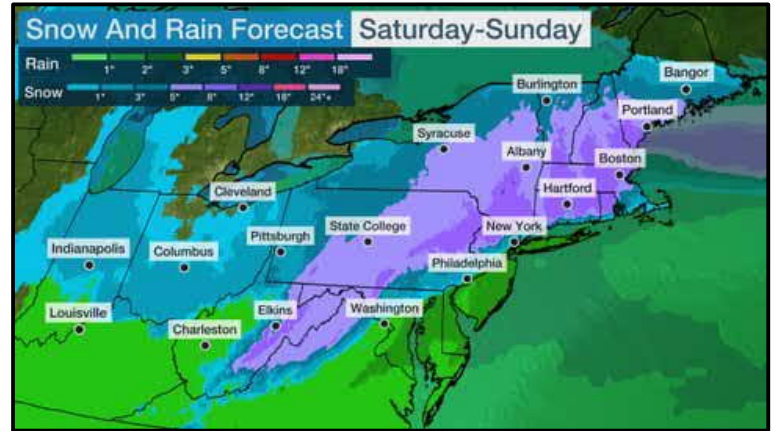 Snow And Rain Forecast Saturday-Sunday
Rain
1" 2" 3" 5" 8" 12" 18"
Snow
1" 3" 5" 8" 12" 18" 24"+
Bangor
Burlington
Portland
Syracuse
Albany
Boston
Cleveland
Hartford
State College
New York
Pittsburgh
Indianapolis
Columbus
Philadelphia
Elkins
Washington
Louisville
Charleston